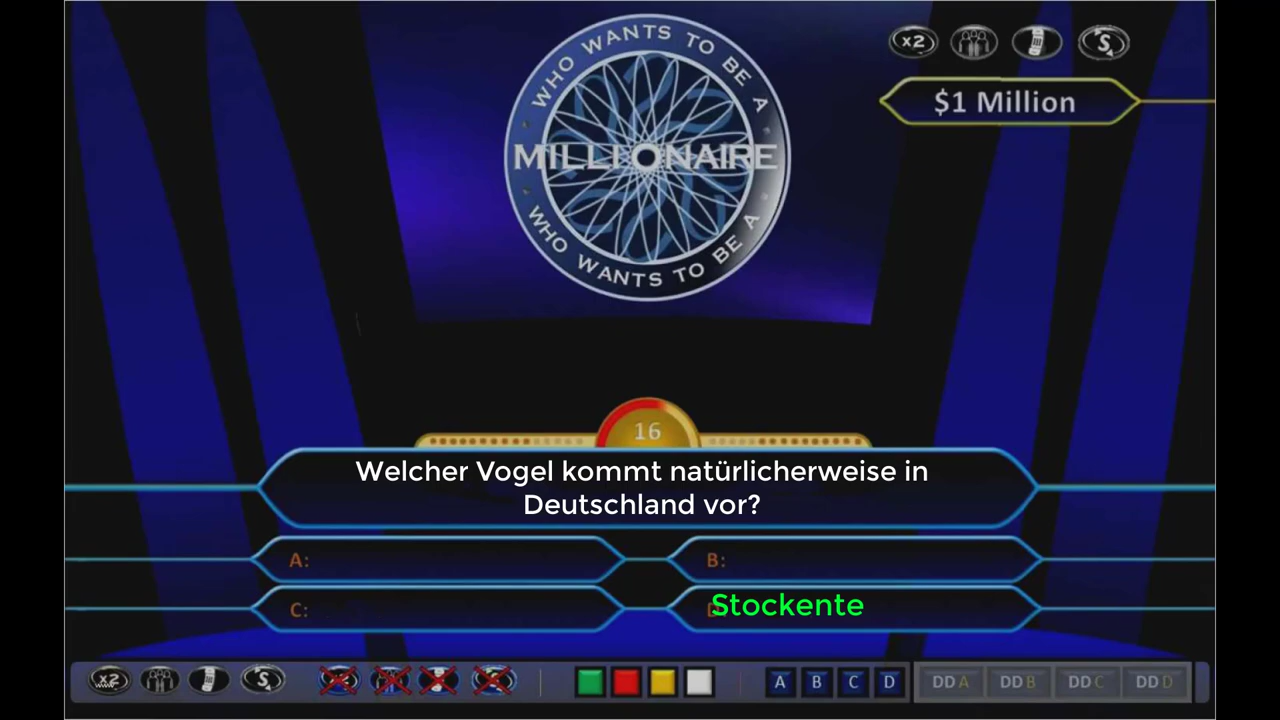 WHO WANTS TO BE A
MILLIONAIRE
WHO WANTS TO BE A
x2
S
$1 Million
16
Welcher Vogel kommt natürlicherweise in
Deutschland vor?
A:
B:
C:
Stockente
x2 S
A B C D DD A DD B DD C DD D